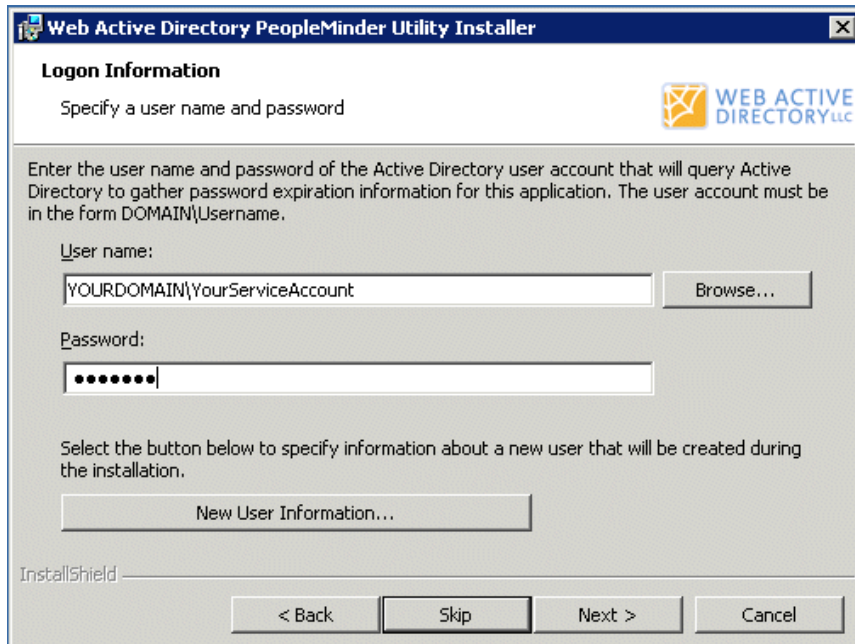 Web Active Directory PeopleMinder Utility Installer
Logon Information
Specify a user name and password
WEB ACTIVE
DIRECTORY LLC
Enter the user name and password of the Active Directory user account that will query Active
Directory to gather password expiration information for this application. The user account must be
in the form DOMAIN\Username.
User name:
YOURDOMAIN\YourServiceAccount
Browse...
Password:
•••••••
Select the button below to specify information about a new user that will be created during
the installation.
New User Information...
InstallShield
< Back
Skip
Next >
Cancel